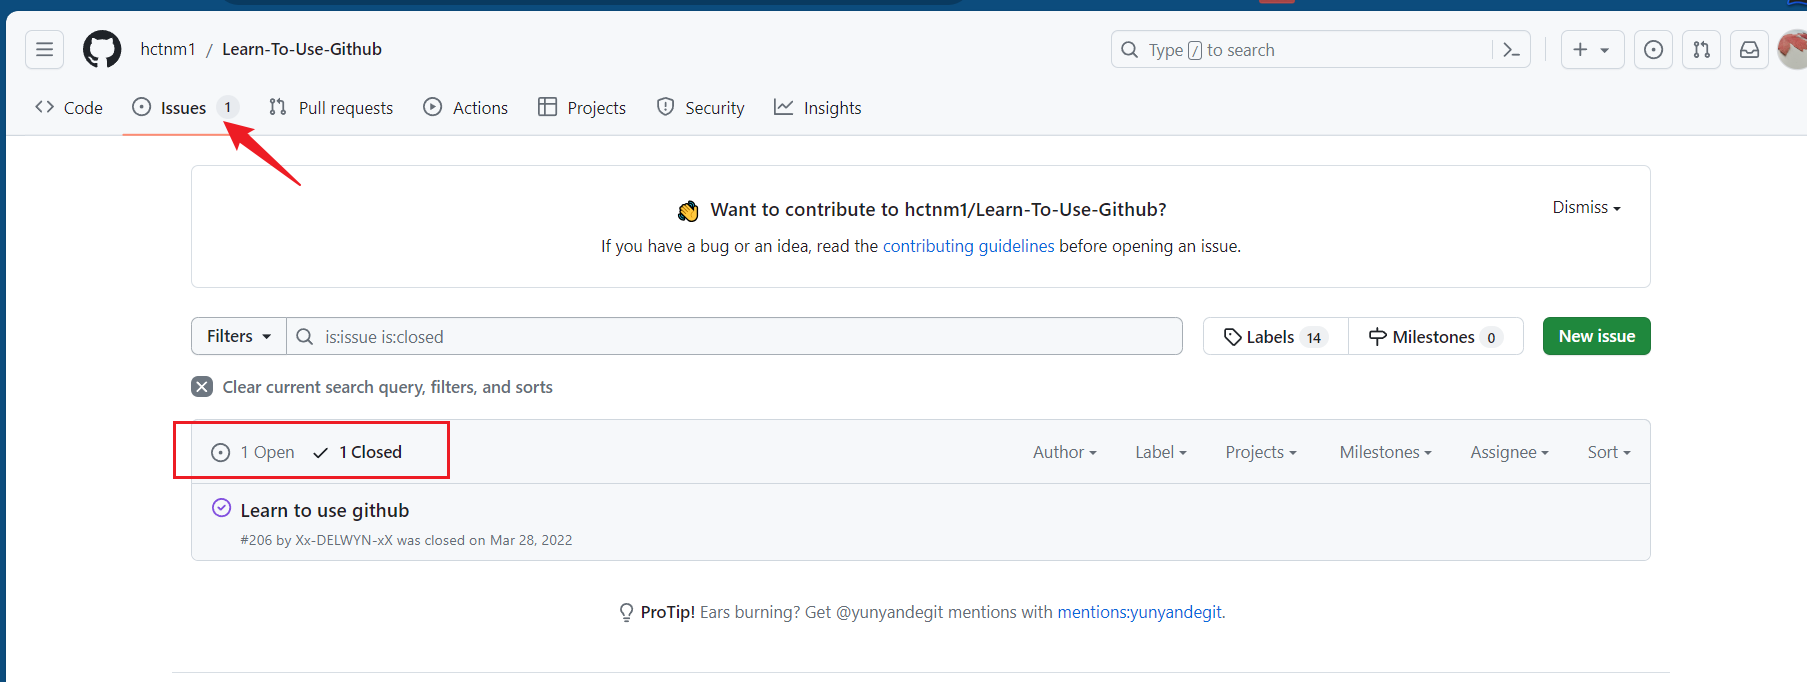 hctnm1 / Learn-To-Use-Github
Type / to search
Code
Issues 1
Pull requests
Actions
Projects
Security
Insights
Want to contribute to hctnm1/Learn-To-Use-Github?
Dismiss
If you have a bug or an idea, read the contributing guidelines before opening an issue.
Filters
is:issue is:closed
Labels 14
Milestones 0
New issue
Clear current search query, filters, and sorts
1 Open
1 Closed
Author
Label
Projects
Milestones
Assignee
Sort
Learn to use github
#206 by Xx-DELWYN-xX was closed on Mar 28, 2022
ProTip! Ears burning? Get @yunyandegit mentions with mentions:yunyandegit.